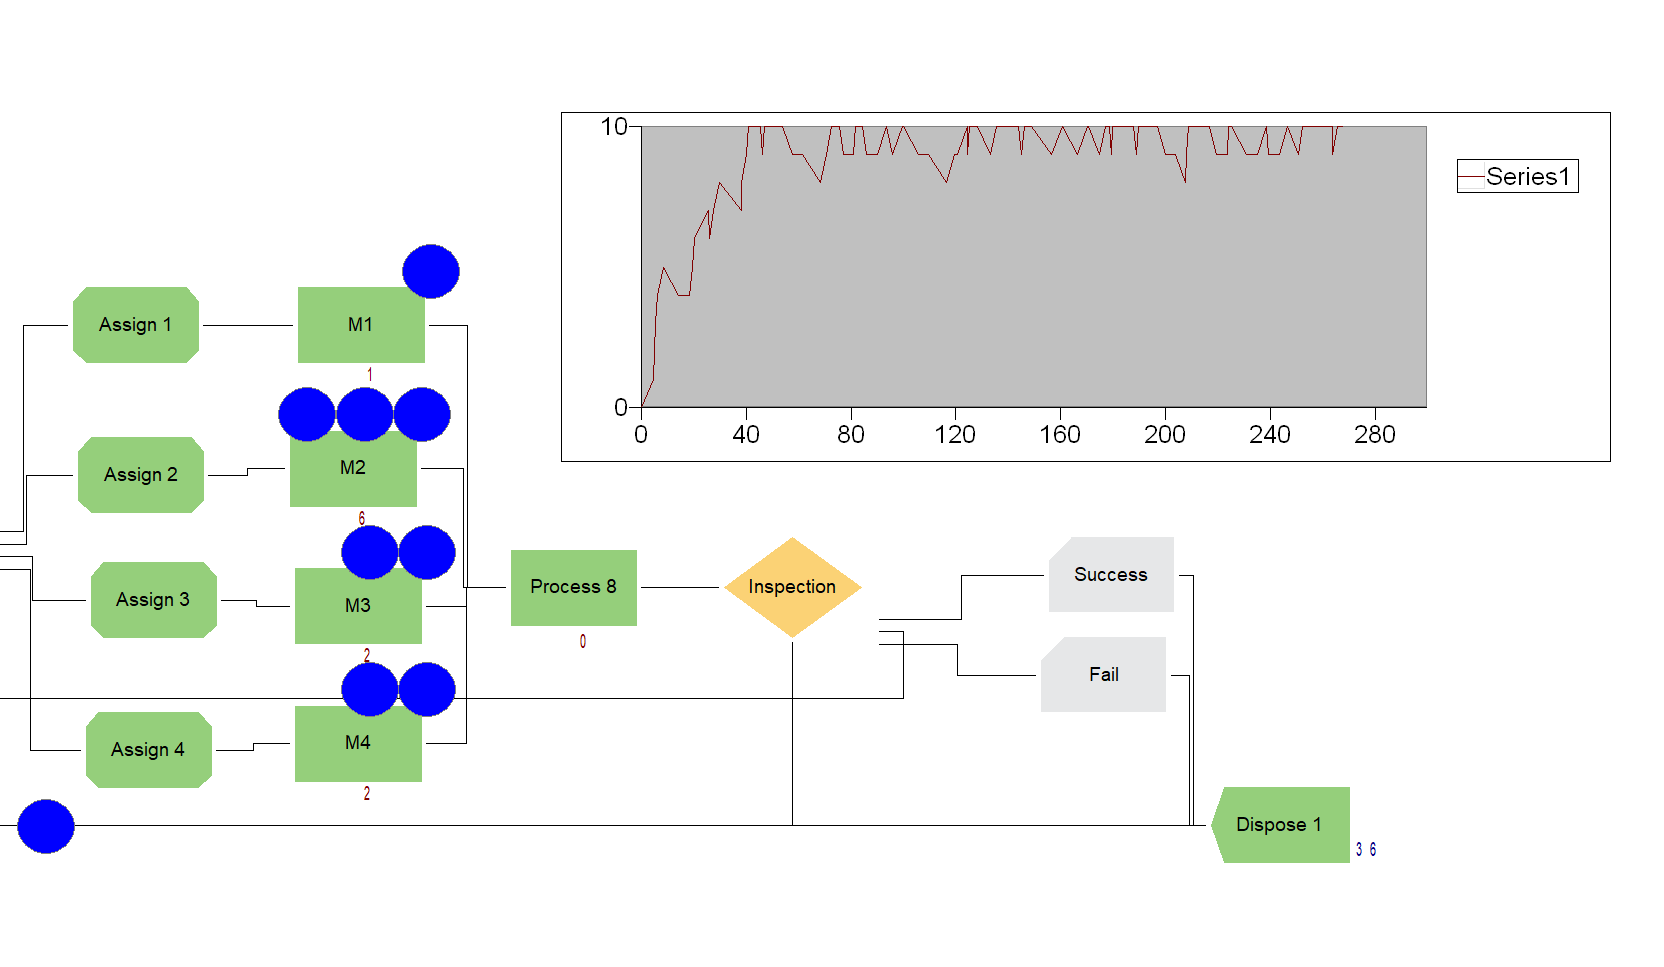 10
Series1
0
0 40 80 120 160 200 240 280
Assign 1
M1
1
Assign 2
M2
6
Assign 3
M3
2
Process 8
0
Inspection
Success
Fail
Assign 4
M4
2
Dispose 1
3 6